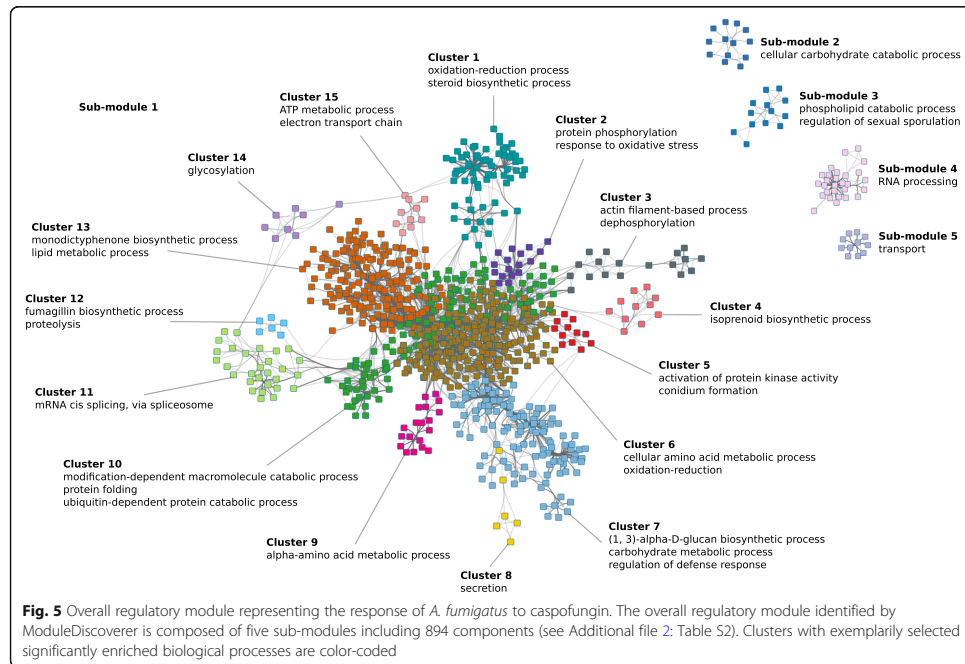 Sub-module 2
cellular carbohydrate catabolic process
Cluster 1
oxidation-reduction process
steroid biosynthetic process
Sub-module 1
Cluster 15
ATP metabolic process
electron transport chain
Sub-module 3
phospholipid catabolic process
regulation of sexual sporulation
Cluster 2
protein phosphorylation
response to oxidative stress
Cluster 14
glycosylation
Sub-module 4
RNA processing
Cluster 3
actin filament-based process
dephosphorylation
Cluster 13
monodictyphenone biosynthetic process
lipid metabolic process
Sub-module 5
transport
Cluster 12
fumagillin biosynthetic process
proteolysis
Cluster 4
isoprenoid biosynthetic process
Cluster 5
activation of protein kinase activity
conidium formation
Cluster 11
mRNA cis splicing, via spliceosome
Cluster 6
cellular amino acid metabolic process
oxidation-reduction
Cluster 10
modification-dependent macromolecule catabolic process
protein folding
ubiquitin-dependent protein catabolic process
Cluster 7
(1, 3)-alpha-D-glucan biosynthetic process
carbohydrate metabolic process
regulation of defense response
Cluster 9
alpha-amino acid metabolic process
Cluster 8
secretion
Fig. 5 Overall regulatory module representing the response of A. fumigatus to caspofungin. The overall regulatory module identified by
ModuleDiscoverer is composed of five sub-modules including 894 components (see Additional file 2: Table S2). Clusters with exemplarily selected
significantly enriched biological processes are color-coded